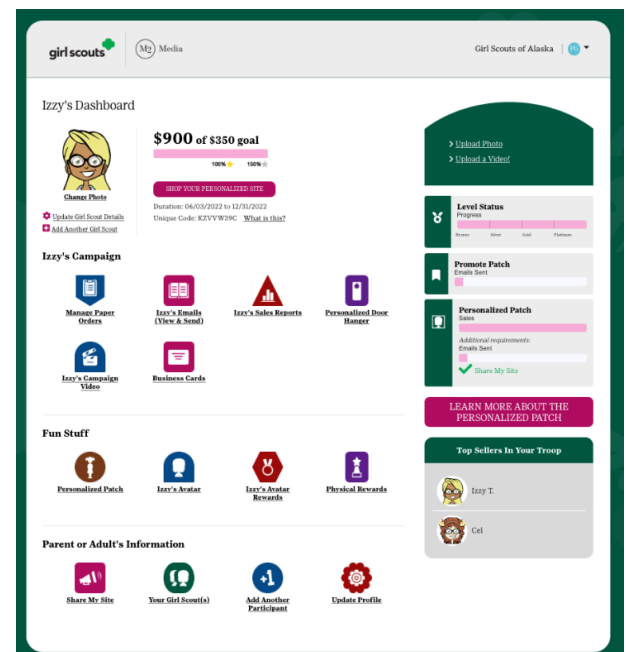 girl scouts
M2 Media
Girl Scouts of Alaska
Izzy's Dashboard
$900 of $350 goal
100% 150%
SHOP YOUR PERSONALIZED SITE
Duration: 06/03/2022 to 12/31/2022
Unique Code: KZVVW39C What is this?
Change Photo
Update Girl Scout Details
Add Another Girl Scout
Izzy's Campaign
Manage Paper
Orders
Izzy's Emails
(View & Send)
Izzy's Sales Reports
Personalized Door
Hanger
Izzy's Campaign
Video
Business Cards
Fun Stuff
Personalized Patch
Izzy's Avatar
Izzy's Avatar
Rewards
Physical Rewards
Parent or Adult's Information
Share My Site
Your Girl Scout(s)
+1
Add Another
Participant
Update Profile
> Upload Photo
> Upload a Video!
Level Status
Progress
Bronze Silver Gold Platinum
Promote Patch
Emails Sent
Personalized Patch
Sales
Additional requirements:
Emails Sent
Share My Site
LEARN MORE ABOUT THE
PERSONALIZED PATCH
Top Sellers In Your Troop
Izzy T.
Cel